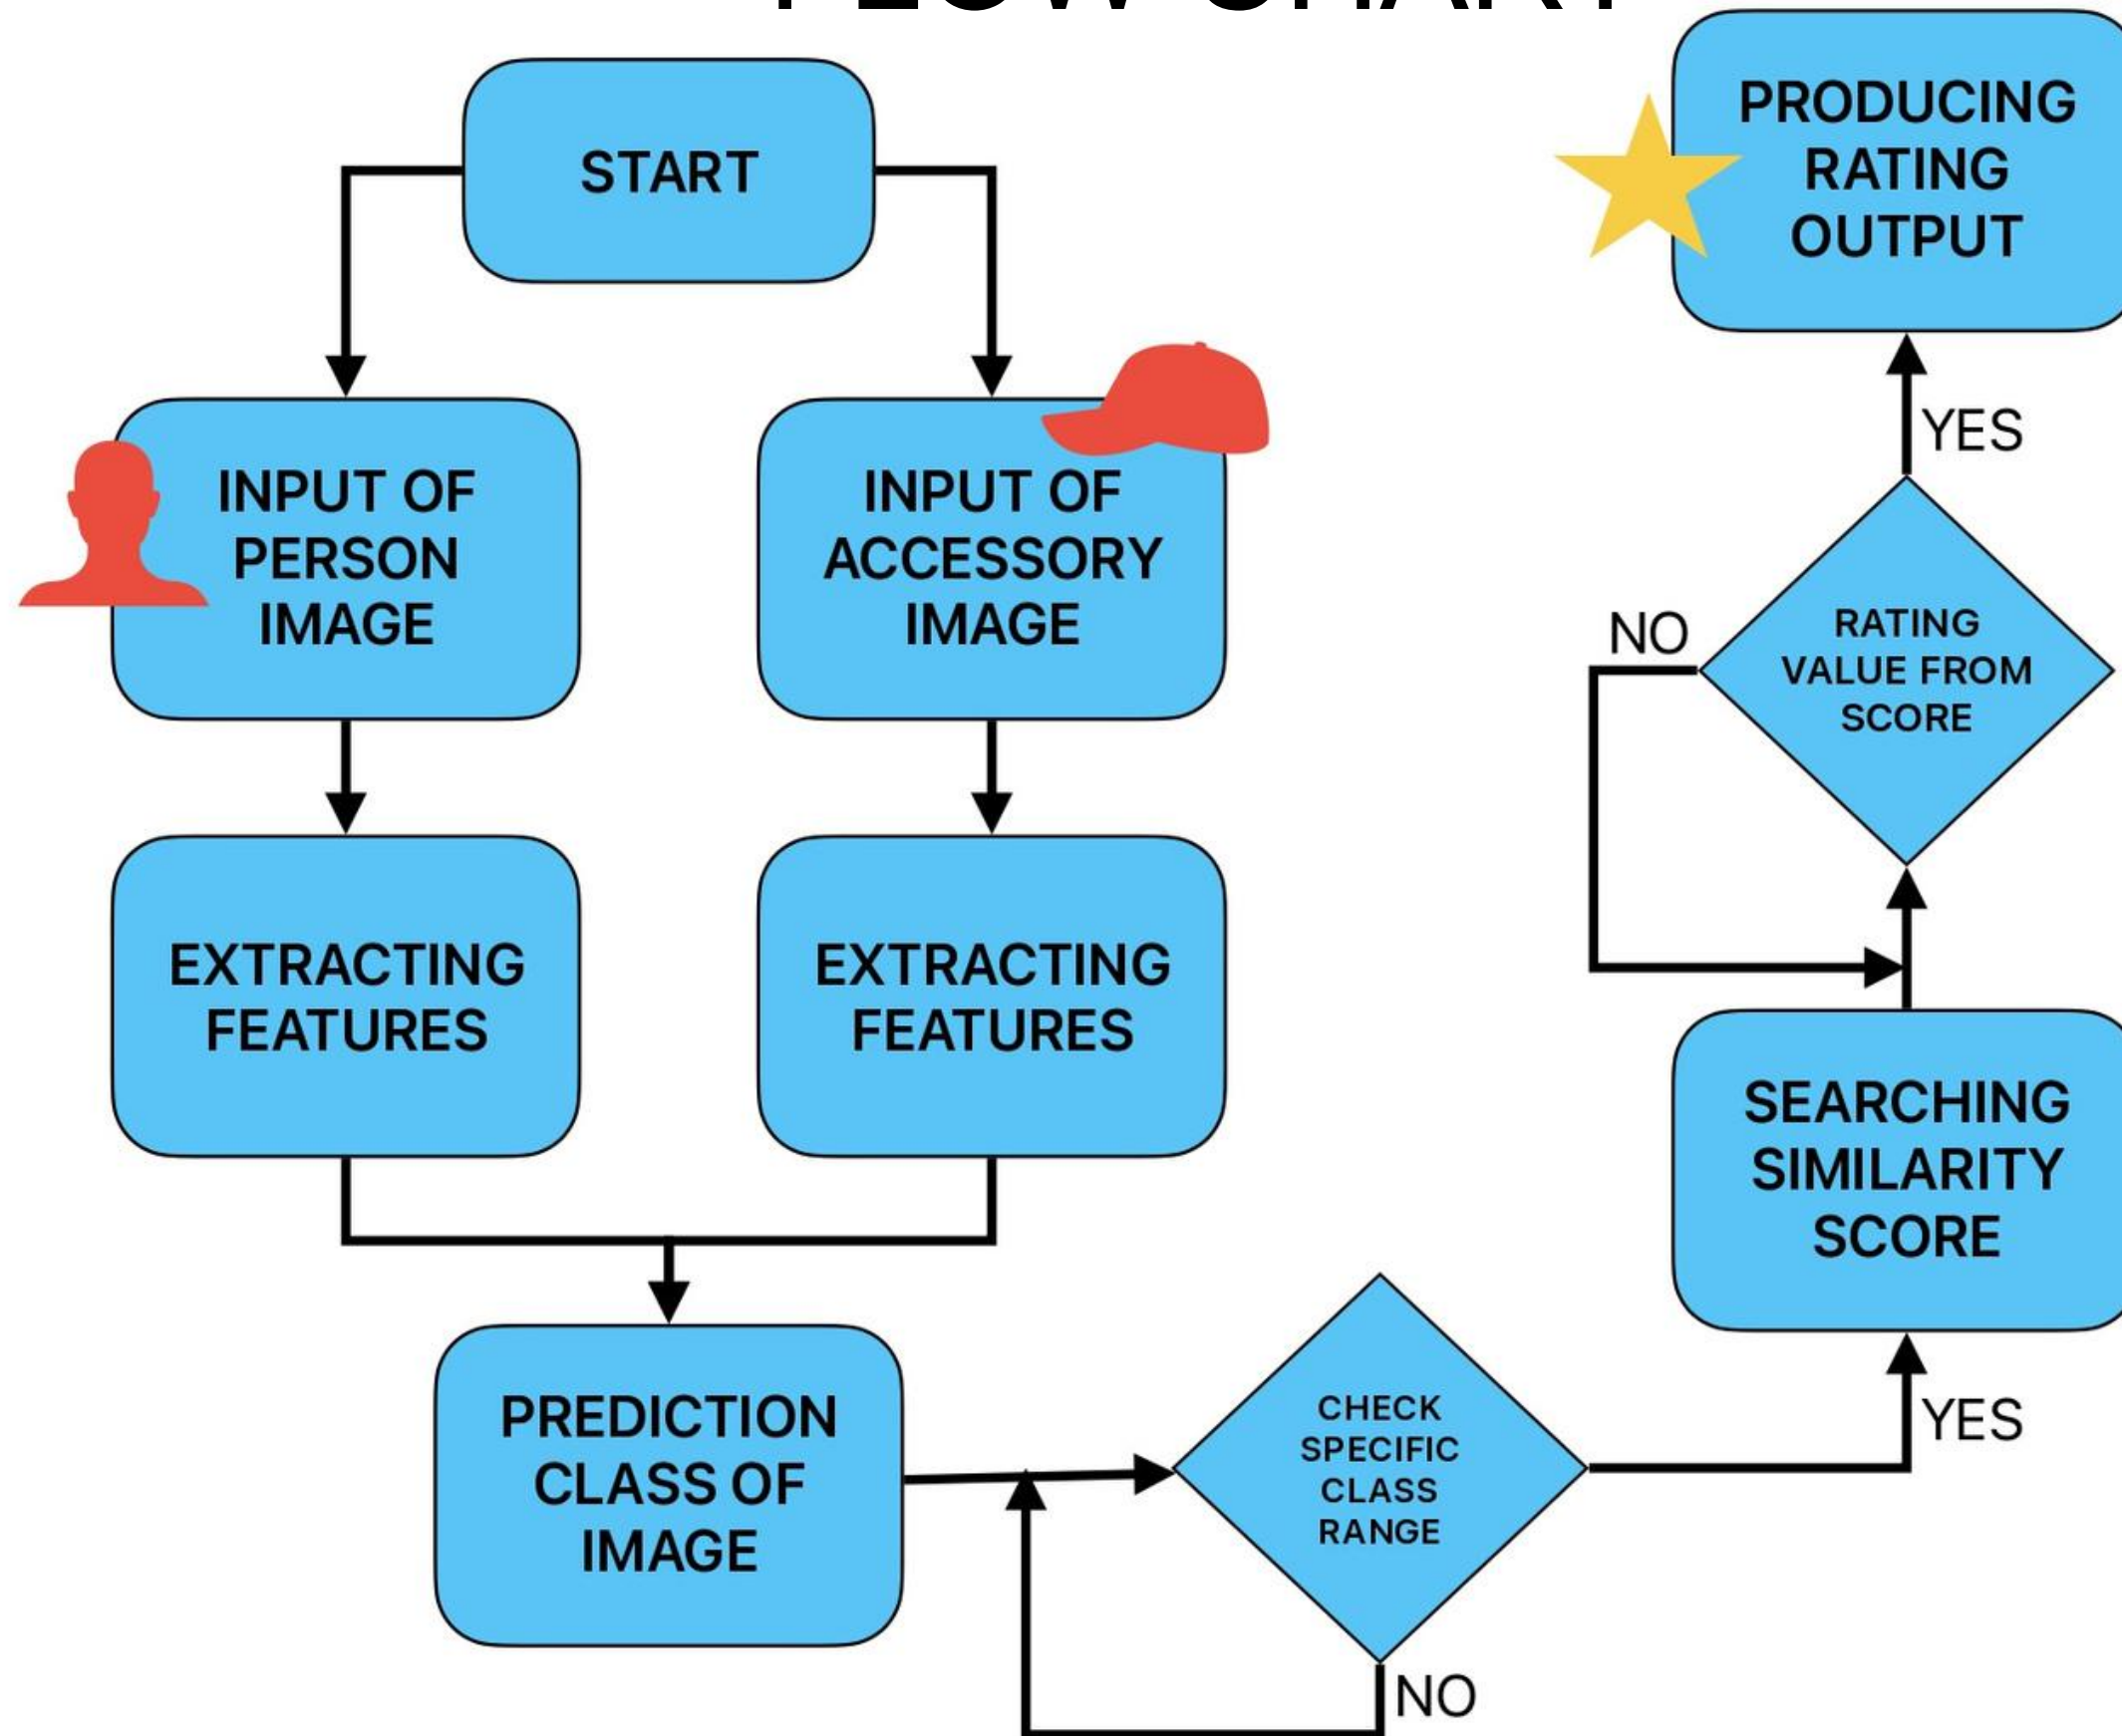 START
INPUT OF
PERSON
IMAGE
INPUT OF
ACCESSORY
IMAGE
EXTRACTING
FEATURES
EXTRACTING
FEATURES
PREDICTION
CLASS OF
IMAGE
CHECK
SPECIFIC
CLASS
RANGE
NO
YES
SEARCHING
SIMILARITY
SCORE
RATING
VALUE FROM
SCORE
NO
YES
PRODUCING
RATING
OUTPUT